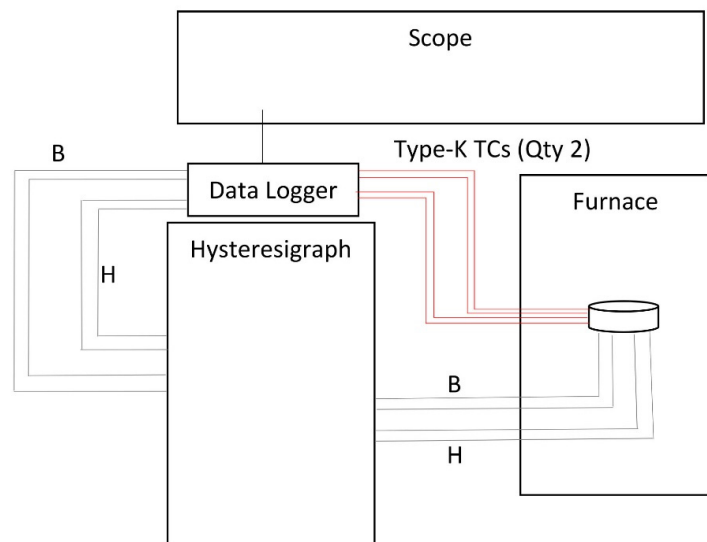 Scope
B
Type-K TCs (Qty 2)
Data Logger
Furnace
Hysteresigraph
H
B
H